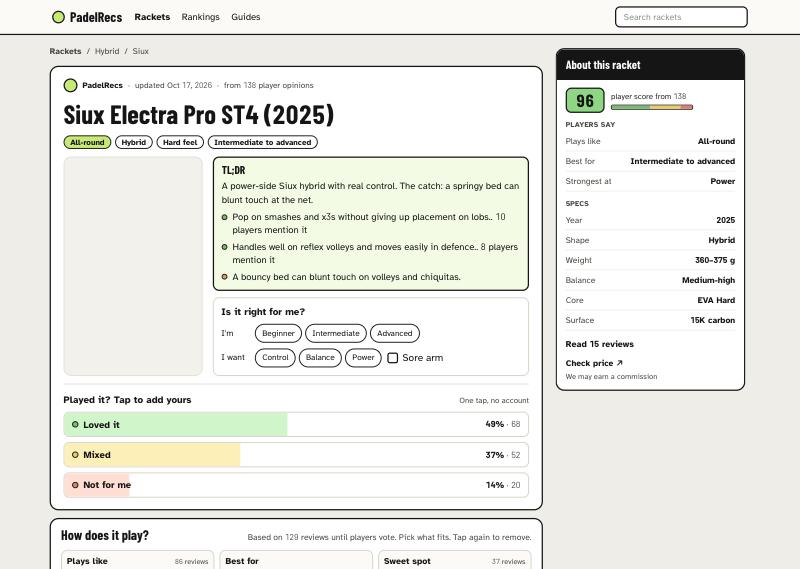 PadelRecs Rackets Rankings Guides Search rackets
Rackets / Hybrid / Siux
PadelRecs · updated Oct 17, 2026 · from 138 player opinions
Siux Electra Pro ST4 (2025)
All-round Hybrid Hard feel Intermediate to advanced
TL;DR
A power-side Siux hybrid with real control. The catch: a springy bed can
blunt touch at the net.
Pop on smashes and x3s without giving up placement on lobs.. 10
players mention it
Handles well on reflex volleys and moves easily in defence.. 8 players
mention it
A bouncy bed can blunt touch on volleys and chiquitas.
Is it right for me?
I'm Beginner Intermediate Advanced
I want Control Balance Power Sore arm
Played it? Tap to add yours One tap, no account
Loved it 49% · 68
Mixed 37% · 52
Not for me 14% · 20
How does it play? Based on 129 reviews until players vote. Pick what fits. Tap again to remove.
Plays like 86 reviews Best for Sweet spot 37 reviews
About this racket
96 player score from 138
PLAYERS SAY
Plays like All-round
Best for Intermediate to advanced
Strongest at Power
SPECS
Year 2025
Shape Hybrid
Weight 360–375 g
Balance Medium-high
Core EVA Hard
Surface 15K carbon
Read 15 reviews
Check price ↗
We may earn a commission